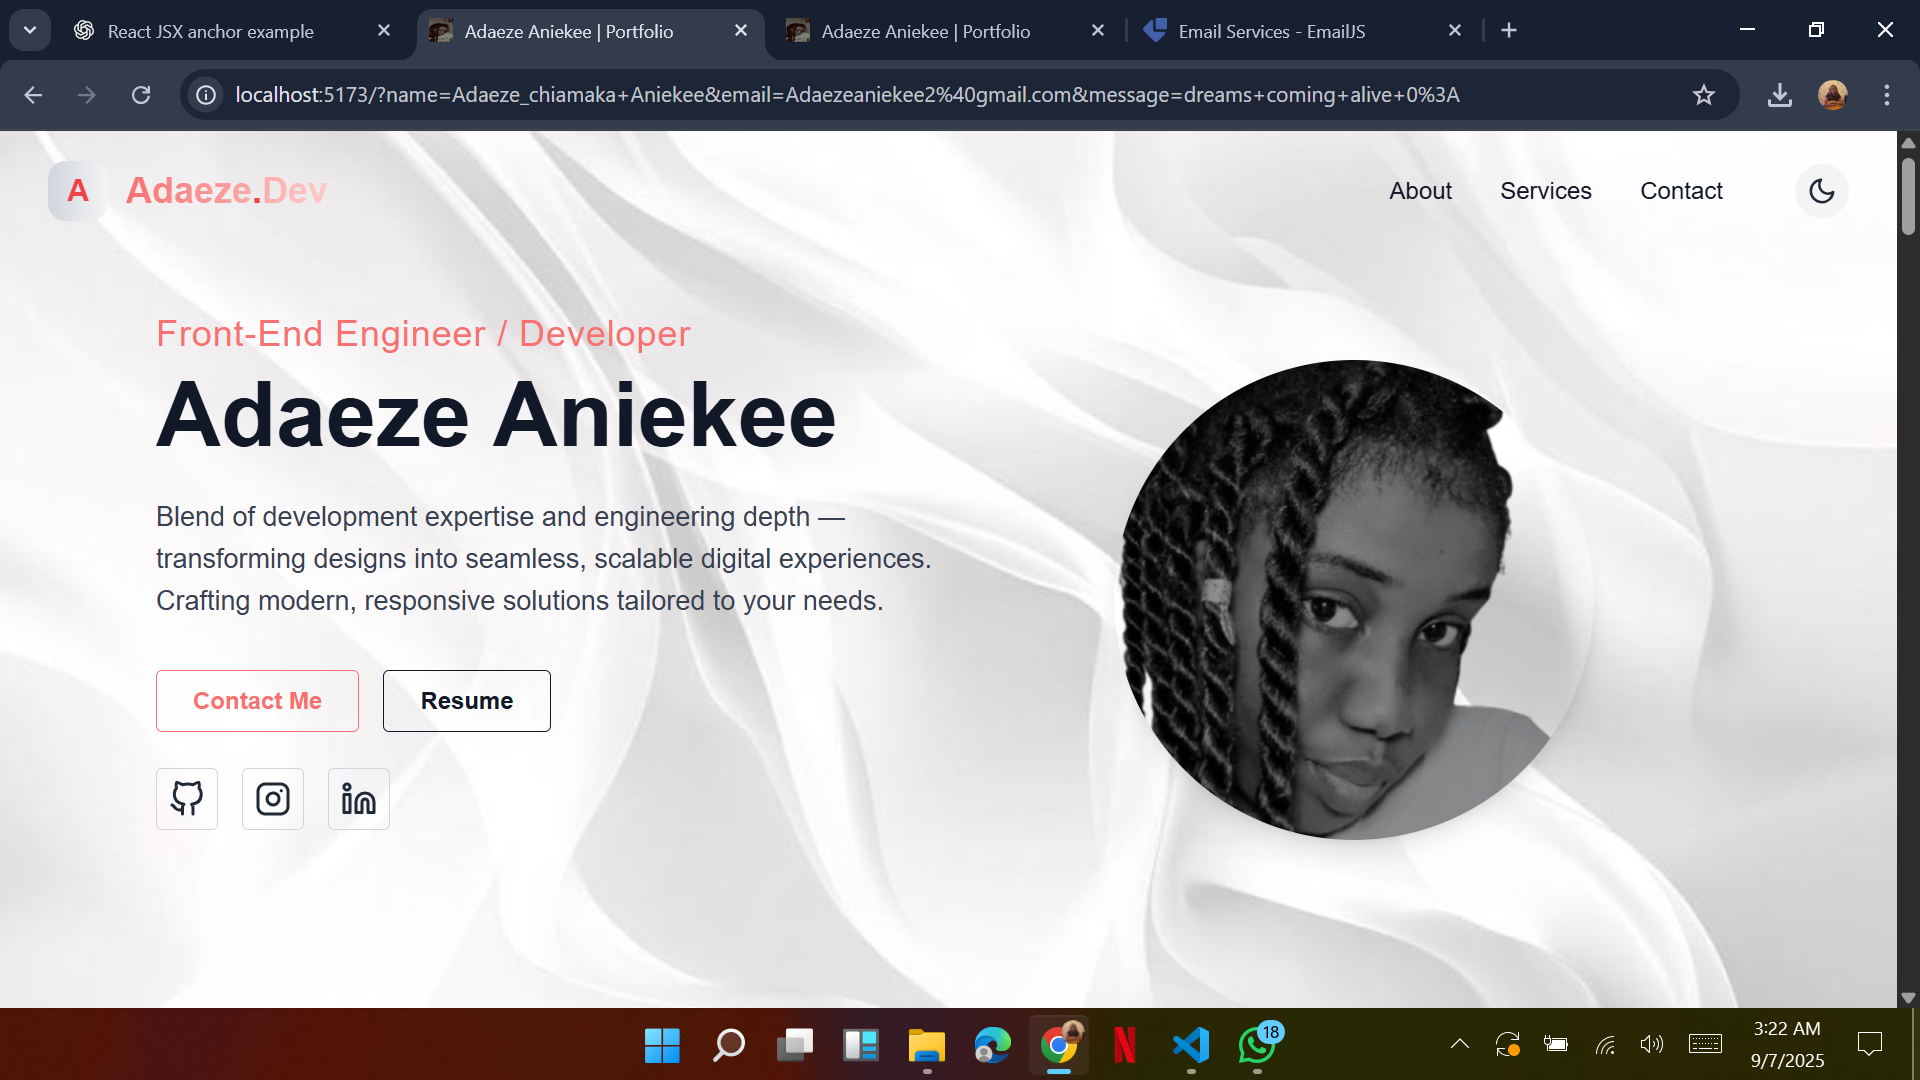 React JSX anchor example
Adaeze Aniekee | Portfolio
Adaeze Aniekee | Portfolio
Email Services - EmailJS
localhost:5173/?name=Adaeze_chiamaka+Aniekee&email=Adaezeaniekee2%40gmail.com&message=dreams+coming+alive+0%3A
A
Adaeze.Dev
About
Services
Contact
Front-End Engineer / Developer
Adaeze Aniekee
Blend of development expertise and engineering depth —
transforming designs into seamless, scalable digital experiences.
Crafting modern, responsive solutions tailored to your needs.
Contact Me
Resume
18
3:22 AM
9/7/2025